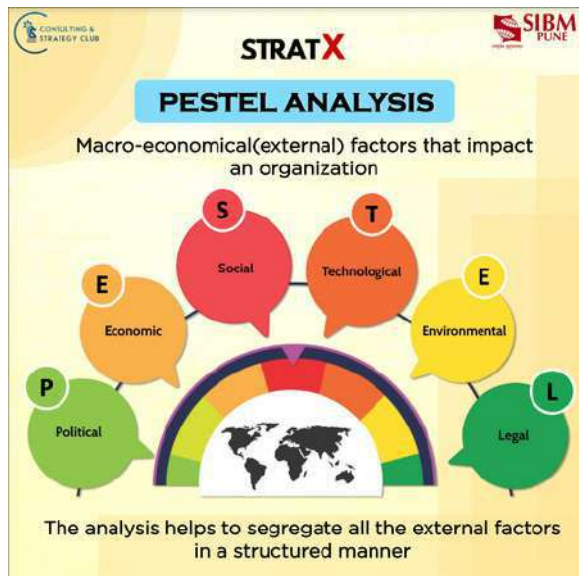 CONSULTING &
STRATEGY CLUB
SIBM
PUNE
STRATX
PESTEL ANALYSIS
Macro-economical(external) factors that impact
an organization
P
Political
E
Economic
S
Social
T
Technological
E
Environmental
L
Legal
The analysis helps to segregate all the external factors
in a structured manner